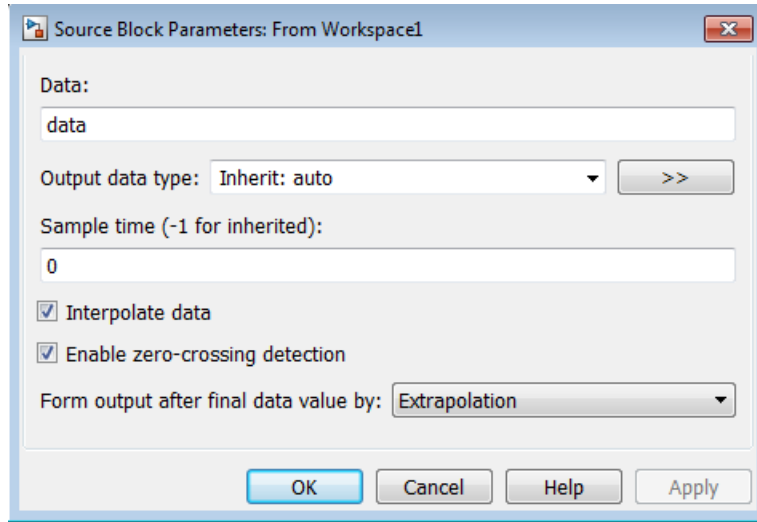 Source Block Parameters: From Workspace1
Data:
data
Output data type: Inherit: auto >>
Sample time (-1 for inherited):
0
Interpolate data
Enable zero-crossing detection
Form output after final data value by: Extrapolation
OK Cancel Help Apply